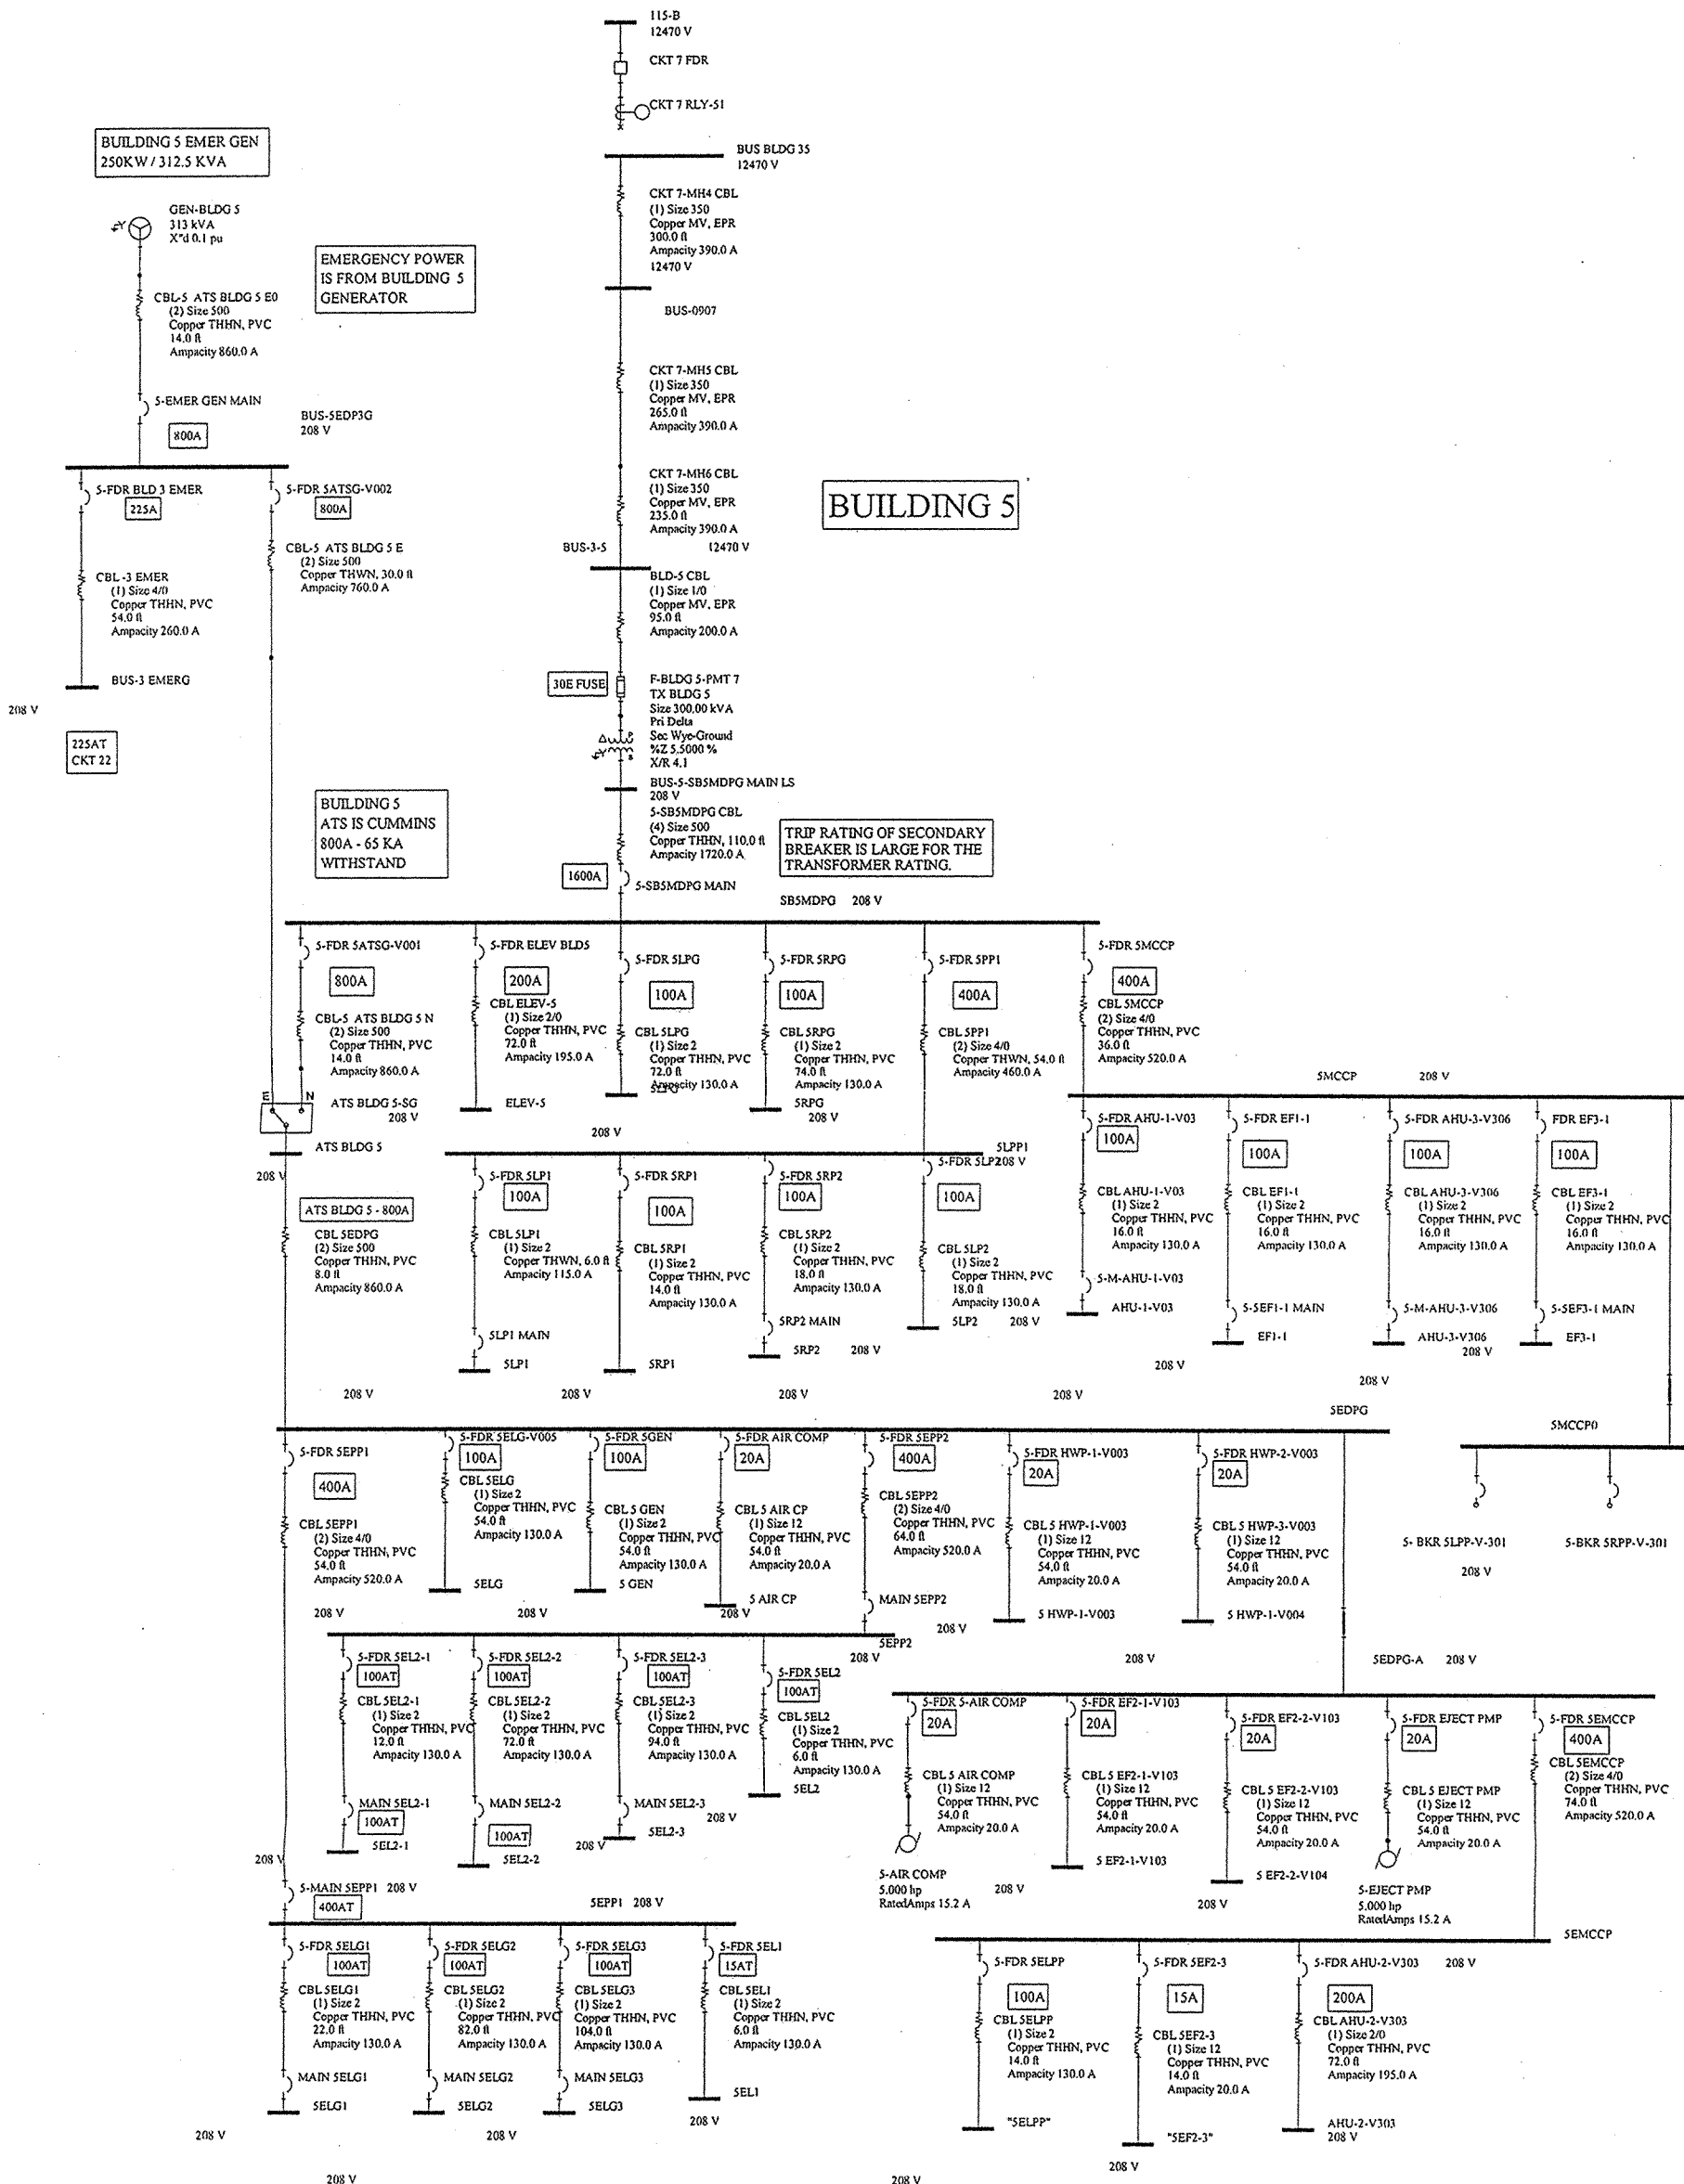 115-B
12470 V
CKT 7 FDR
CKT 7 RLY-51
BUILDING 5 EMER GEN
250KW / 312.5 KVA
BUS BLDG 35
12470 V
GEN-BLDG 5
313 kVA
X"d 0.1 pu
CKT 7-MH4 CBL
(1) Size 350
Copper MV, EPR
300.0 ft
Ampacity 390.0 A
12470 V
EMERGENCY POWER
IS FROM BUILDING 5
GENERATOR
CBL-5 ATS BLDG 5 E0
(2) Size 500
Copper THHN, PVC
14.0 ft
Ampacity 860.0 A
BUS-0907
CKT 7-MH5 CBL
(1) Size 350
Copper MV, EPR
265.0 ft
Ampacity 390.0 A
5-EMER GEN MAIN
800A
BUS-5EDP3G
208 V
5-FDR BLD 3 EMER
225A
5-FDR 5ATSG-V002
800A
CKT 7-MH6 CBL
(1) Size 350
Copper MV, EPR
235.0 ft
Ampacity 390.0 A
BUILDING 5
CBL-5 ATS BLDG 5 E
(2) Size 500
Copper THWN, 30.0 ft
Ampacity 760.0 A
BUS-3-5
12470 V
CBL -3 EMER
(1) Size 4/0
Copper THHN, PVC
54.0 ft
Ampacity 260.0 A
BLD-5 CBL
(1) Size 1/0
Copper MV, EPR
95.0 ft
Ampacity 200.0 A
BUS-3 EMERG
208 V
225AT
CKT 22
30E FUSE
F-BLDG 5-PMT 7
TX BLDG 5
Size 300.00 kVA
Pri Delta
Sec Wye-Ground
%Z 5.5000 %
X/R 4.1
P
S
BUS-5-SB5MDPG MAIN LS
208 V
BUILDING 5
ATS IS CUMMINS
800A - 65 KA
WITHSTAND
5-SB5MDPG CBL
(4) Size 500
Copper THHN, 110.0 ft
Ampacity 1720.0 A
TRIP RATING OF SECONDARY
BREAKER IS LARGE FOR THE
TRANSFORMER RATING.
1600A
5-SB5MDPG MAIN
SB5MDPG 208 V
5-FDR 5ATSG-V001
800A
CBL-5 ATS BLDG 5 N
(2) Size 500
Copper THHN, PVC
14.0 ft
Ampacity 860.0 A
5-FDR ELEV BLD5
200A
CBL ELEV-5
(1) Size 2/0
Copper THHN, PVC
72.0 ft
Ampacity 195.0 A
ELEV-5
5-FDR 5LPG
100A
CBL 5LPG
(1) Size 2
Copper THHN, PVC
72.0 ft
Ampacity 130.0 A
5-FDR 5RPG
100A
CBL 5RPG
(1) Size 2
Copper THHN, PVC
74.0 ft
Ampacity 130.0 A
5RPG
208 V
5-FDR 5PP1
400A
CBL 5PP1
(2) Size 4/0
Copper THWN, 54.0 ft
Ampacity 460.0 A
5-FDR 5MCCP
400A
CBL 5MCCP
(2) Size 4/0
Copper THHN, PVC
36.0 ft
Ampacity 520.0 A
5MCCP 208 V
E
N
ATS BLDG 5-SG
208 V
208 V
ATS BLDG 5
208 V
5LPP1
208 V
ATS BLDG 5 - 800A
CBL 5EDPG
(2) Size 500
Copper THHN, PVC
8.0 ft
Ampacity 860.0 A
5-FDR 5LP1
100A
CBL 5LP1
(1) Size 2
Copper THWN, 6.0 ft
Ampacity 115.0 A
5LP1 MAIN
5LP1
5-FDR 5RP1
100A
CBL 5RP1
(1) Size 2
Copper THHN, PVC
14.0 ft
Ampacity 130.0 A
5RP1
5-FDR 5RP2
100A
CBL 5RP2
(1) Size 2
Copper THHN, PVC
18.0 ft
Ampacity 130.0 A
5RP2 MAIN
5RP2 208 V
5-FDR 5LP2
100A
CBL 5LP2
(1) Size 2
Copper THHN, PVC
18.0 ft
Ampacity 130.0 A
5LP2 208 V
5-FDR AHU-1-V03
100A
CBL AHU-1-V03
(1) Size 2
Copper THHN, PVC
16.0 ft
Ampacity 130.0 A
5-M-AHU-1-V03
AHU-1-V03
5-FDR EF1-1
100A
CBL EF1-1
(1) Size 2
Copper THHN, PVC
16.0 ft
Ampacity 130.0 A
5-5EF1-1 MAIN
EF1-1
5-FDR AHU-3-V306
100A
CBL AHU-3-V306
(1) Size 2
Copper THHN, PVC
16.0 ft
Ampacity 130.0 A
5-M-AHU-3-V306
AHU-3-V306
208 V
FDR EF3-1
100A
CBL EF3-1
(1) Size 2
Copper THHN, PVC
16.0 ft
Ampacity 130.0 A
5-5EF3-1 MAIN
EF3-1
208 V
208 V
208 V
208 V
208 V
208 V
208 V
5EDPG
5MCCP0
5-FDR 5EPP1
400A
CBL 5EPP1
(2) Size 4/0
Copper THHN, PVC
54.0 ft
Ampacity 520.0 A
5-FDR 5ELG-V005
100A
CBL 5ELG
(1) Size 2
Copper THHN, PVC
54.0 ft
Ampacity 130.0 A
5ELG
5-FDR 5GEN
100A
CBL 5 GEN
(1) Size 2
Copper THHN, PVC
54.0 ft
Ampacity 130.0 A
5 GEN
5-FDR AIR COMP
20A
CBL 5 AIR CP
(1) Size 12
Copper THHN, PVC
54.0 ft
Ampacity 20.0 A
5 AIR CP
5-FDR 5EPP2
400A
CBL 5EPP2
(2) Size 4/0
Copper THHN, PVC
64.0 ft
Ampacity 520.0 A
MAIN 5EPP2
5-FDR HWP-1-V003
20A
CBL 5 HWP-1-V003
(1) Size 12
Copper THHN, PVC
54.0 ft
Ampacity 20.0 A
5 HWP-1-V003
5-FDR HWP-2-V003
20A
CBL 5 HWP-3-V003
(1) Size 12
Copper THHN, PVC
54.0 ft
Ampacity 20.0 A
5 HWP-1-V004
5- BKR 5LPP-V-301
5-BKR 5RPP-V-301
208 V
208 V
208 V
208 V
208 V
5EPP2
208 V
208 V
5EDPG-A 208 V
5-FDR 5EL2-1
100AT
CBL 5EL2-1
(1) Size 2
Copper THHN, PVC
12.0 ft
Ampacity 130.0 A
MAIN 5EL2-1
100AT
5EL2-1
5-FDR 5EL2-2
100AT
CBL 5EL2-2
(1) Size 2
Copper THHN, PVC
72.0 ft
Ampacity 130.0 A
MAIN 5EL2-2
100AT
5EL2-2
5-FDR 5EL2-3
100AT
CBL 5EL2-3
(1) Size 2
Copper THHN, PVC
94.0 ft
Ampacity 130.0 A
MAIN 5EL2-3
5EL2-3
5-FDR 5EL2
100AT
CBL 5EL2
(1) Size 2
Copper THHN, PVC
6.0 ft
Ampacity 130.0 A
5EL2
208 V
208 V
208 V
5-FDR 5-AIR COMP
20A
CBL 5 AIR COMP
(1) Size 12
Copper THHN, PVC
54.0 ft
Ampacity 20.0 A
5-AIR COMP
5.000 hp
RatedAmps 15.2 A
5-FDR EF2-1-V103
20A
CBL 5 EF2-1-V103
(1) Size 12
Copper THHN, PVC
54.0 ft
Ampacity 20.0 A
5 EF2-1-V103
208 V
5-FDR EF2-2-V103
20A
CBL 5 EF2-2-V103
(1) Size 12
Copper THHN, PVC
54.0 ft
Ampacity 20.0 A
5 EF2-2-V104
208 V
5-FDR EJECT PMP
20A
CBL 5 EJECT PMP
(1) Size 12
Copper THHN, PVC
54.0 ft
Ampacity 20.0 A
5-EJECT PMP
5.000 hp
RatedAmps 15.2 A
5-FDR 5EMCCP
400A
CBL 5EMCCP
(2) Size 4/0
Copper THHN, PVC
74.0 ft
Ampacity 520.0 A
5-MAIN 5EPP1 208 V
400AT
5EPP1 208 V
5EMCCP
208 V
5-FDR 5ELG1
100AT
CBL 5ELG1
(1) Size 2
Copper THHN, PVC
22.0 ft
Ampacity 130.0 A
MAIN 5ELG1
5ELG1
5-FDR 5ELG2
100AT
CBL 5ELG2
(1) Size 2
Copper THHN, PVC
82.0 ft
Ampacity 130.0 A
MAIN 5ELG2
5ELG2
5-FDR 5ELG3
100AT
CBL 5ELG3
(1) Size 2
Copper THHN, PVC
104.0 ft
Ampacity 130.0 A
MAIN 5ELG3
5ELG3
5-FDR 5EL1
15AT
CBL 5EL1
(1) Size 2
Copper THHN, PVC
6.0 ft
Ampacity 130.0 A
5EL1
208 V
5-FDR 5ELPP
100A
CBL 5ELPP
(1) Size 2
Copper THHN, PVC
14.0 ft
Ampacity 130.0 A
"5ELPP"
5-FDR 5EF2-3
15A
CBL 5EF2-3
(1) Size 12
Copper THHN, PVC
14.0 ft
Ampacity 20.0 A
"5EF2-3"
5-FDR AHU-2-V303
200A
CBL AHU-2-V303
(1) Size 2/0
Copper THHN, PVC
72.0 ft
Ampacity 195.0 A
AHU-2-V303
208 V
208 V
208 V
208 V
208 V
208 V